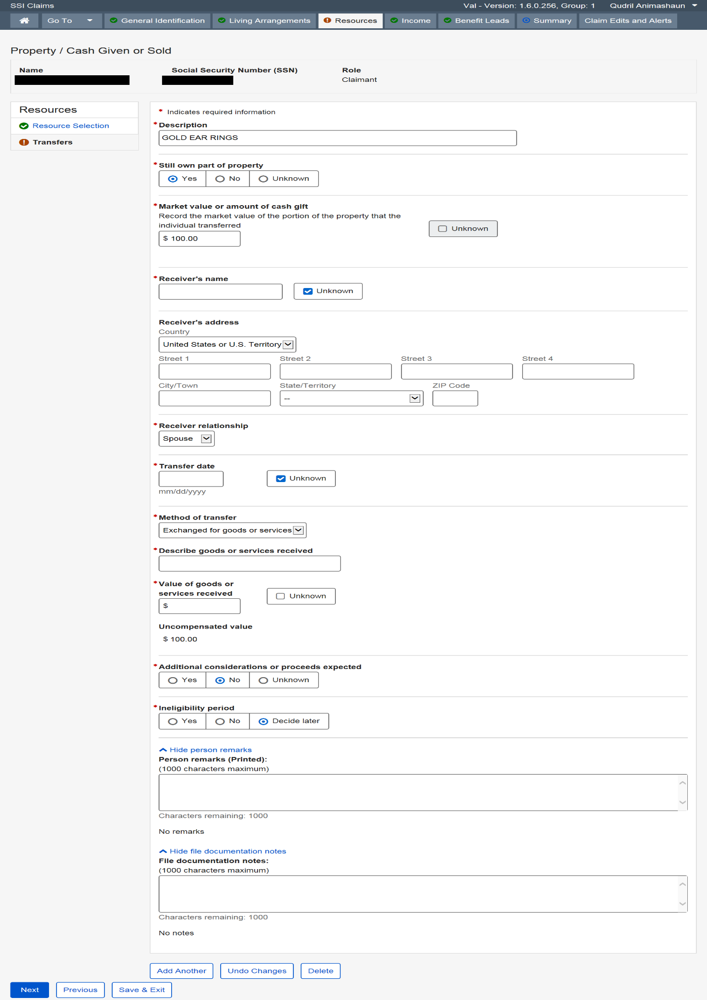 SSI Claims
Val - Version: 1.6.0.256, Group: 1 Qudril Animashaun
Go To General Identification Living Arrangements Resources Income Benefit Leads Summary Claim Edits and Alerts
Property / Cash Given or Sold
Name Social Security Number (SSN) Role
Claimant
Resources
Resource Selection
Transfers
* Indicates required information
* Description
GOLD EAR RINGS
* Still own part of property
Yes No Unknown
* Market value or amount of cash gift
Record the market value of the portion of the property that the
individual transferred
$ 100.00
Unknown
* Receiver's name
Unknown
Receiver's address
Country
United States or U.S. Territory
Street 1 Street 2 Street 3 Street 4
City/Town State/Territory ZIP Code
--
* Receiver relationship
Spouse
* Transfer date
Unknown
mm/dd/yyyy
* Method of transfer
Exchanged for goods or services
* Describe goods or services received
* Value of goods or
services received
Unknown
$
Uncompensated value
$ 100.00
* Additional considerations or proceeds expected
Yes No Unknown
* Ineligibility period
Yes No Decide later
Hide person remarks
Person remarks (Printed):
(1000 characters maximum)
Characters remaining: 1000
No remarks
Hide file documentation notes
File documentation notes:
(1000 characters maximum)
Characters remaining: 1000
No notes
Add Another Undo Changes Delete
Next Previous Save & Exit